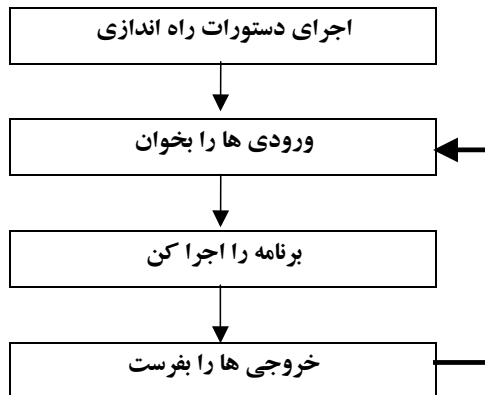 اجرای دستورات راه اندازی
ورودی ها را بخوان
برنامه را اجرا کن
خروجی ها را بفرست